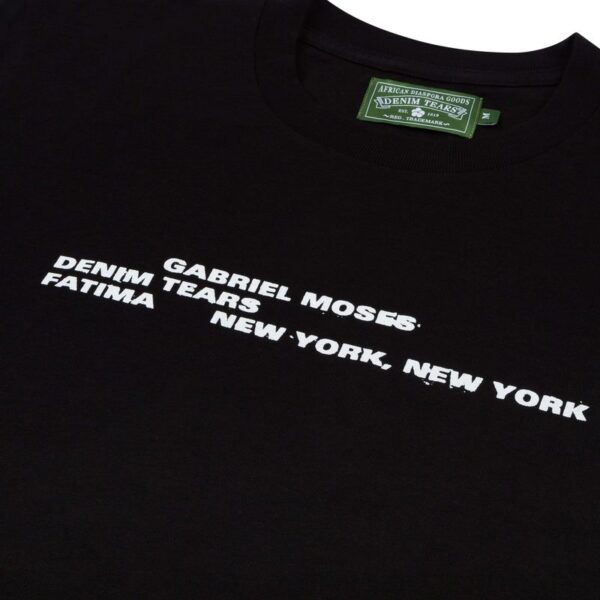 AFRICAN DIASPORA GOODS
DENIM TEARS
EST. 1619
REG. TRADEMARK
M
GABRIEL MOSES
DENIM TEARS
FATIMA NEW YORK, NEW YORK